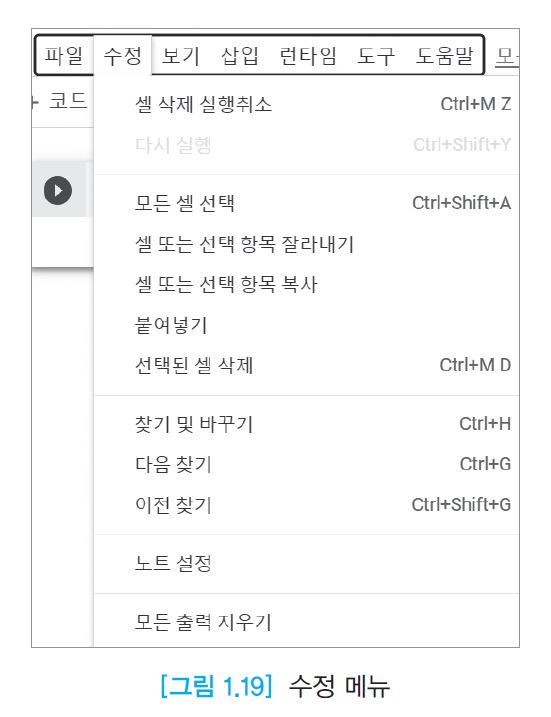 파일 수정 보기 삽입 런타임 도구 도움말
+ 코드
셀 삭제 실행취소 Ctrl+M Z
다시 실행 Ctrl+Shift+Y
모든 셀 선택 Ctrl+Shift+A
셀 또는 선택 항목 잘라내기
셀 또는 선택 항목 복사
붙여넣기
선택된 셀 삭제 Ctrl+M D
찾기 및 바꾸기 Ctrl+H
다음 찾기 Ctrl+G
이전 찾기 Ctrl+Shift+G
노트 설정
모든 출력 지우기
[그림 1.19] 수정 메뉴